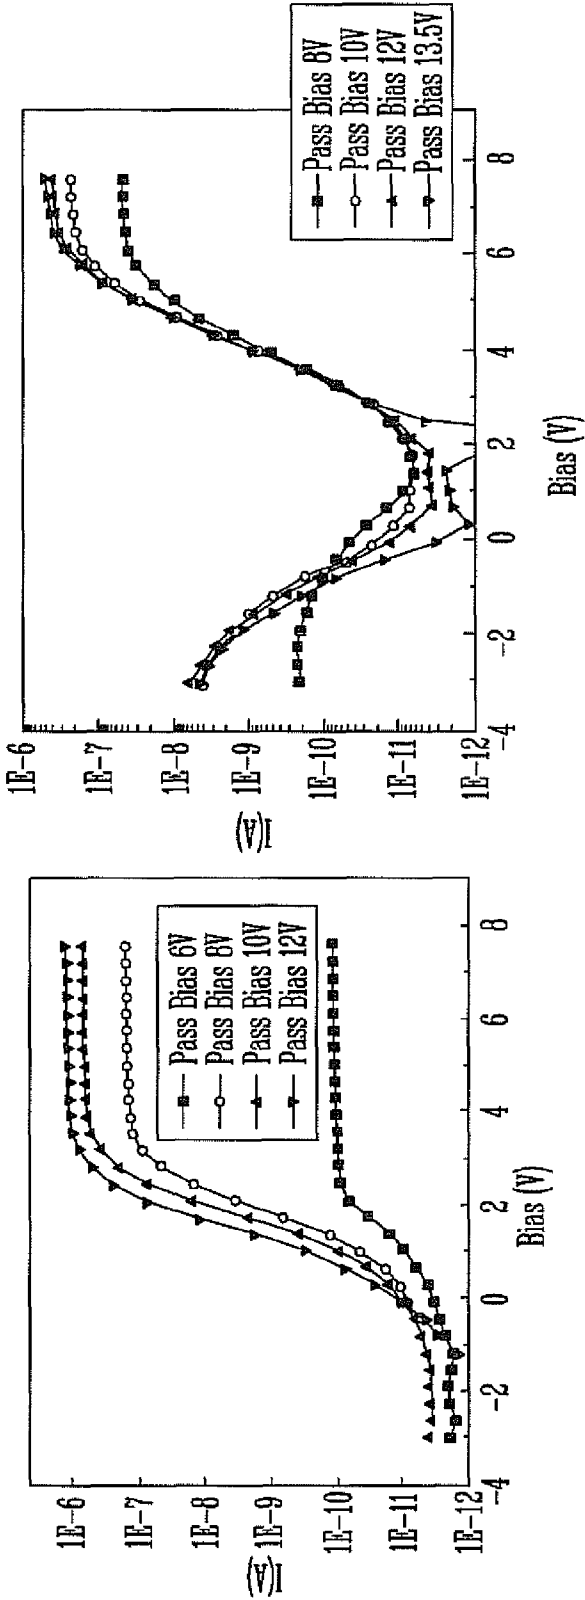 1E-6
1E-7
1E-8
1E-9
1E-10
1E-11
1E-12
I(A)
-4
-2
0
2
4
6
8
Bias (V)
Pass Bias 6V
Pass Bias 8V
Pass Bias 10V
Pass Bias 12V
1E-6
1E-7
1E-8
1E-9
1E-10
1E-11
1E-12
I(A)
-4
-2
0
2
4
6
8
Bias (V)
Pass Bias 8V
Pass Bias 10V
Pass Bias 12V
Pass Bias 13.5V